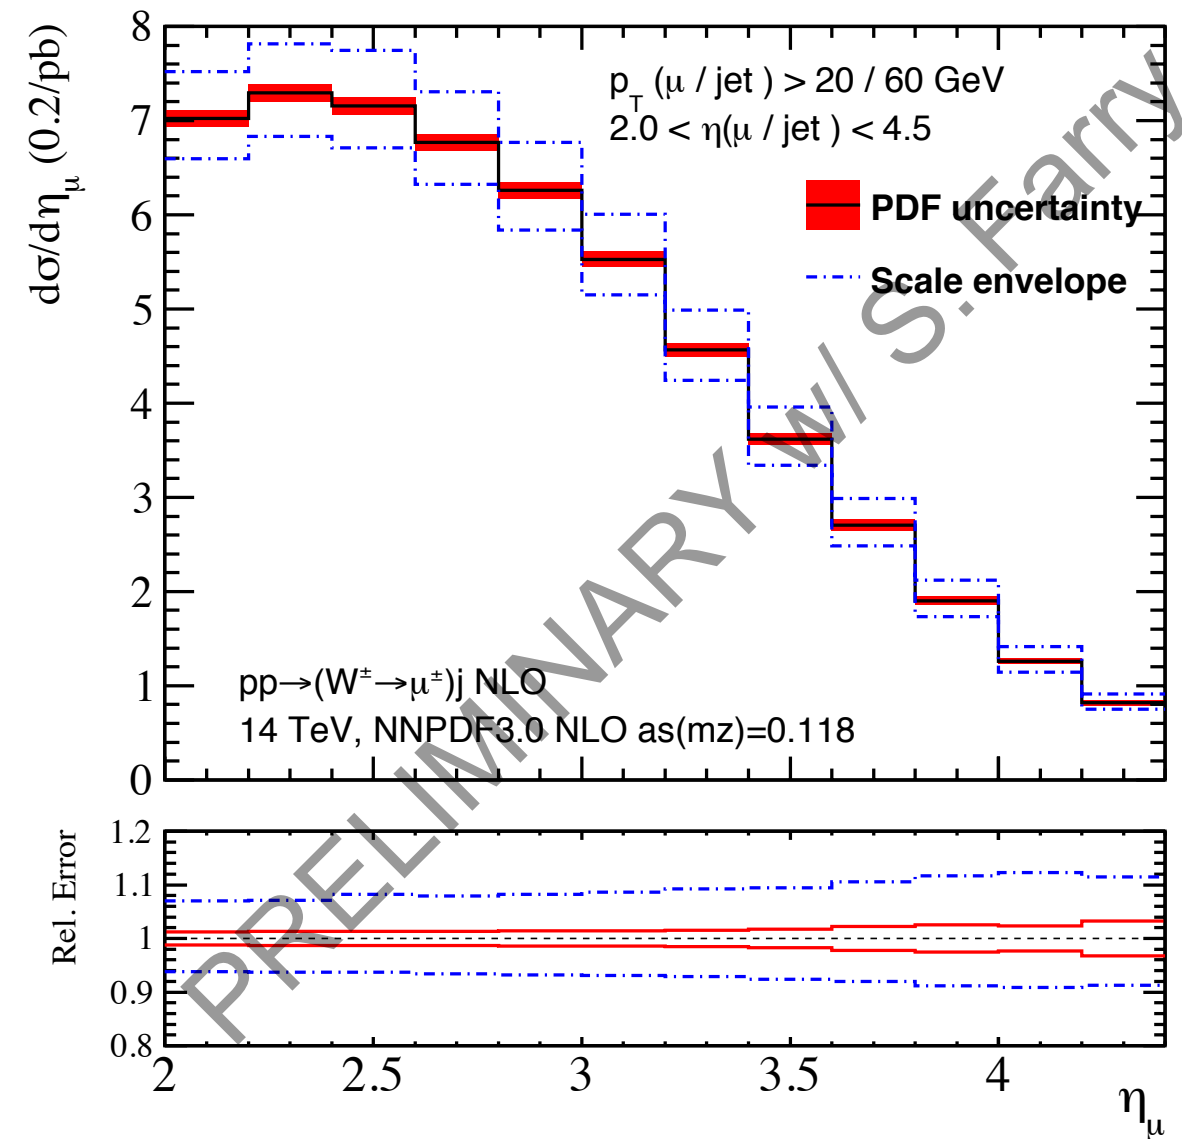 dσ/dη_μ (0.2/pb)
8
7
6
5
4
3
2
1
0
p_T (μ / jet ) > 20 / 60 GeV
2.0 < η(μ / jet ) < 4.5
PDF uncertainty
Scale envelope
PRELIMINARY w/ S. Farry
pp→(W^±→μ^±)j NLO
14 TeV, NNPDF3.0 NLO as(mz)=0.118
Rel. Error
1.2
1.1
1
0.9
0.8
2 2.5 3 3.5 4
η_μ